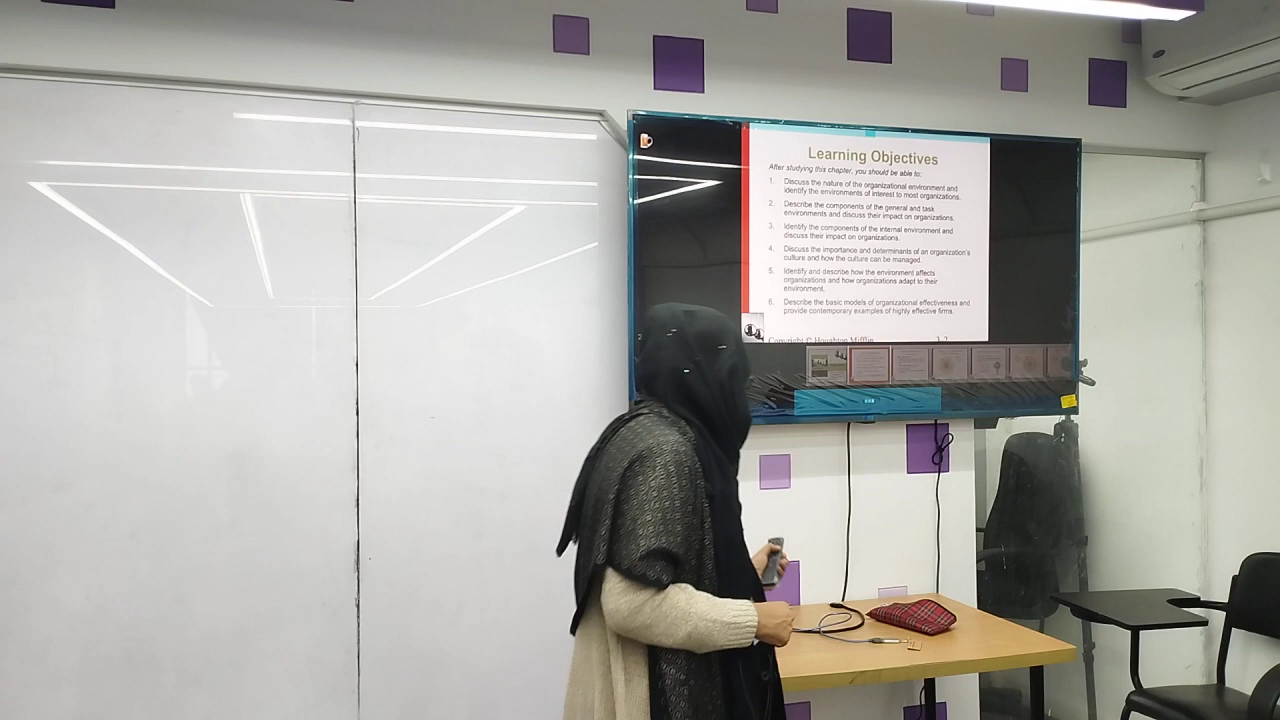 Learning Objectives
After studying this chapter, you should be able to:
1. Discuss the nature of the organizational environment and
identify the environments of interest to most organizations.
2. Describe the components of the general and task
environments and discuss their impact on organizations.
3. Identify the components of the internal environment and
discuss their impact on organizations.
4. Discuss the importance and determinants of an organization's
culture and how the culture can be managed.
5. Identify and describe how the environment affects
organizations and how organizations adapt to their
environment.
6. Describe the basic models of organizational effectiveness and
provide contemporary examples of highly effective firms.
Copyright © Houghton Mifflin